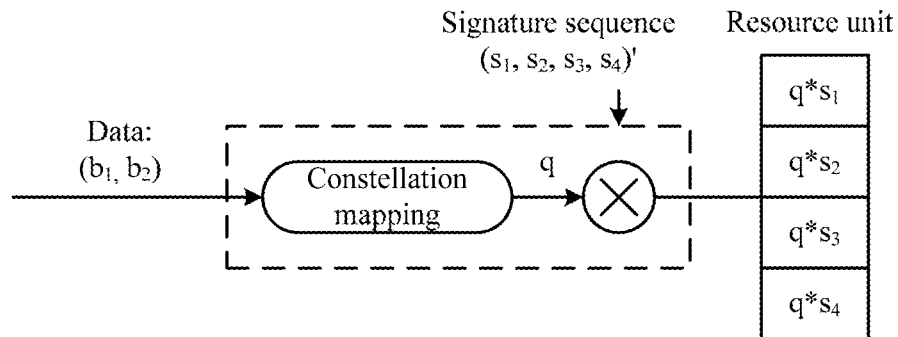 Signature sequence
(s₁, s₂, s₃, s₄)'
Resource unit
Data:
(b₁, b₂)
Constellation
mapping
q
q*s₁
q*s₂
q*s₃
q*s₄